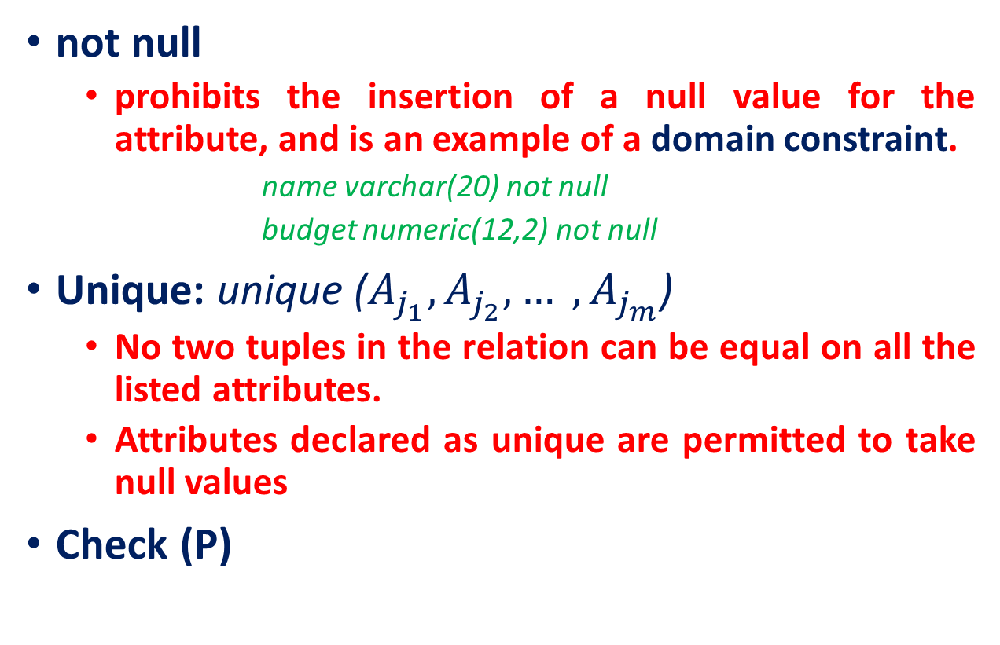 • not null
• prohibits the insertion of a null value for the
attribute, and is an example of a domain constraint.
name varchar(20) not null
budget numeric(12,2) not null
• Unique: unique (A_{j_1}, A_{j_2}, … , A_{j_m})
• No two tuples in the relation can be equal on all the
listed attributes.
• Attributes declared as unique are permitted to take
null values
• Check (P)